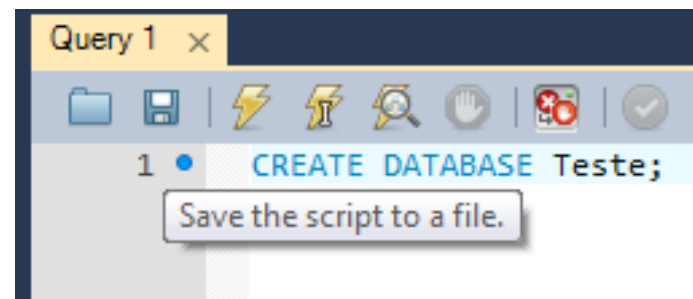 Query 1 ×
1 CREATE DATABASE Teste;
Save the script to a file.